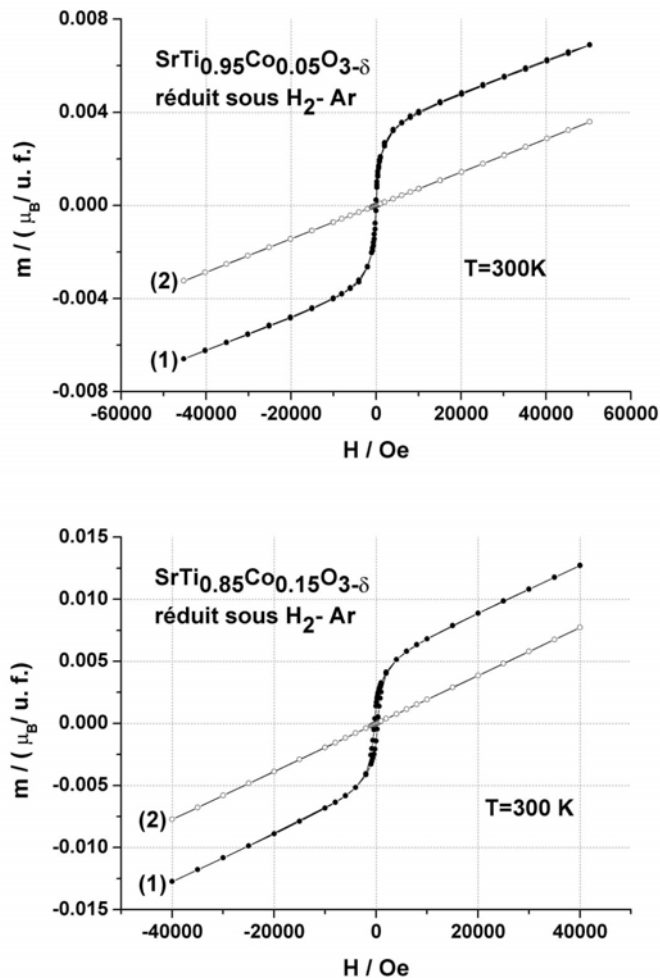 0.008
0.004
0.000
-0.004
-0.008
m / ( μB/ u. f.)
SrTi0.95Co0.05O3-δ
réduit sous H2- Ar
T=300K
(2)
(1)
-60000 -40000 -20000 0 20000 40000 60000
H / Oe
0.015
0.010
0.005
0.000
-0.005
-0.010
-0.015
m / ( μB/ u. f.)
SrTi0.85Co0.15O3-δ
réduit sous H2- Ar
T=300 K
(2)
(1)
-40000 -20000 0 20000 40000
H / Oe